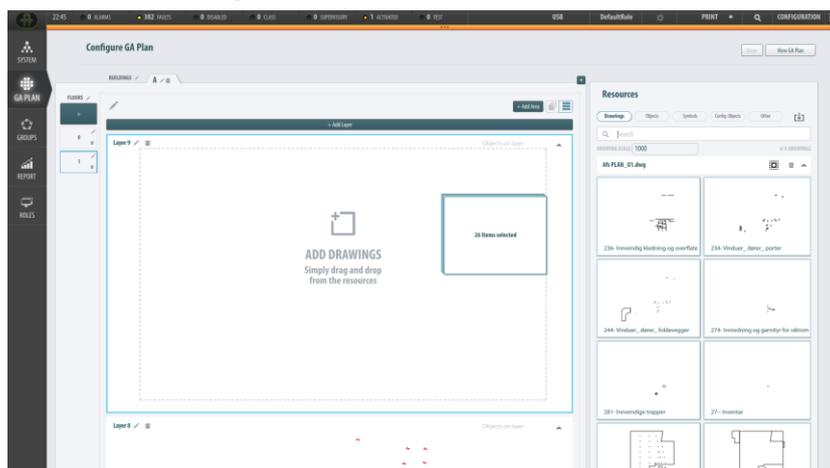 22:45 0 ALARMS 382 FAULTS 0 DISABLED 0 CLASS 0 SUPERVISORY 1 ACTIVATED 0 TEST USB DefaultRole PRINT CONFIGURATION
Configure GA Plan
Save
View GA Plan
SYSTEM
GA PLAN
GROUPS
REPORT
ROLES
BUILDINGS
A
FLOORS
+
0
1
+ Add Area
+ Add Layer
Layer 9
Objects on layer
ADD DRAWINGS
Simply drag and drop
from the resources
26 Items selected
Layer 8
Objects on layer
Resources
Drawings Objects Symbols Config Objects Other
Search
DRAWING SCALE 1000
Afs PLAN_U1.dwg
236- Innvendig kledning og overflate
234- Vinduer_ dører_ porter
244- Vinduer_ dører_ foldevegger
274- Innredning og garnityr for våtrom
281- Innvendige trapper
27-- Inventar